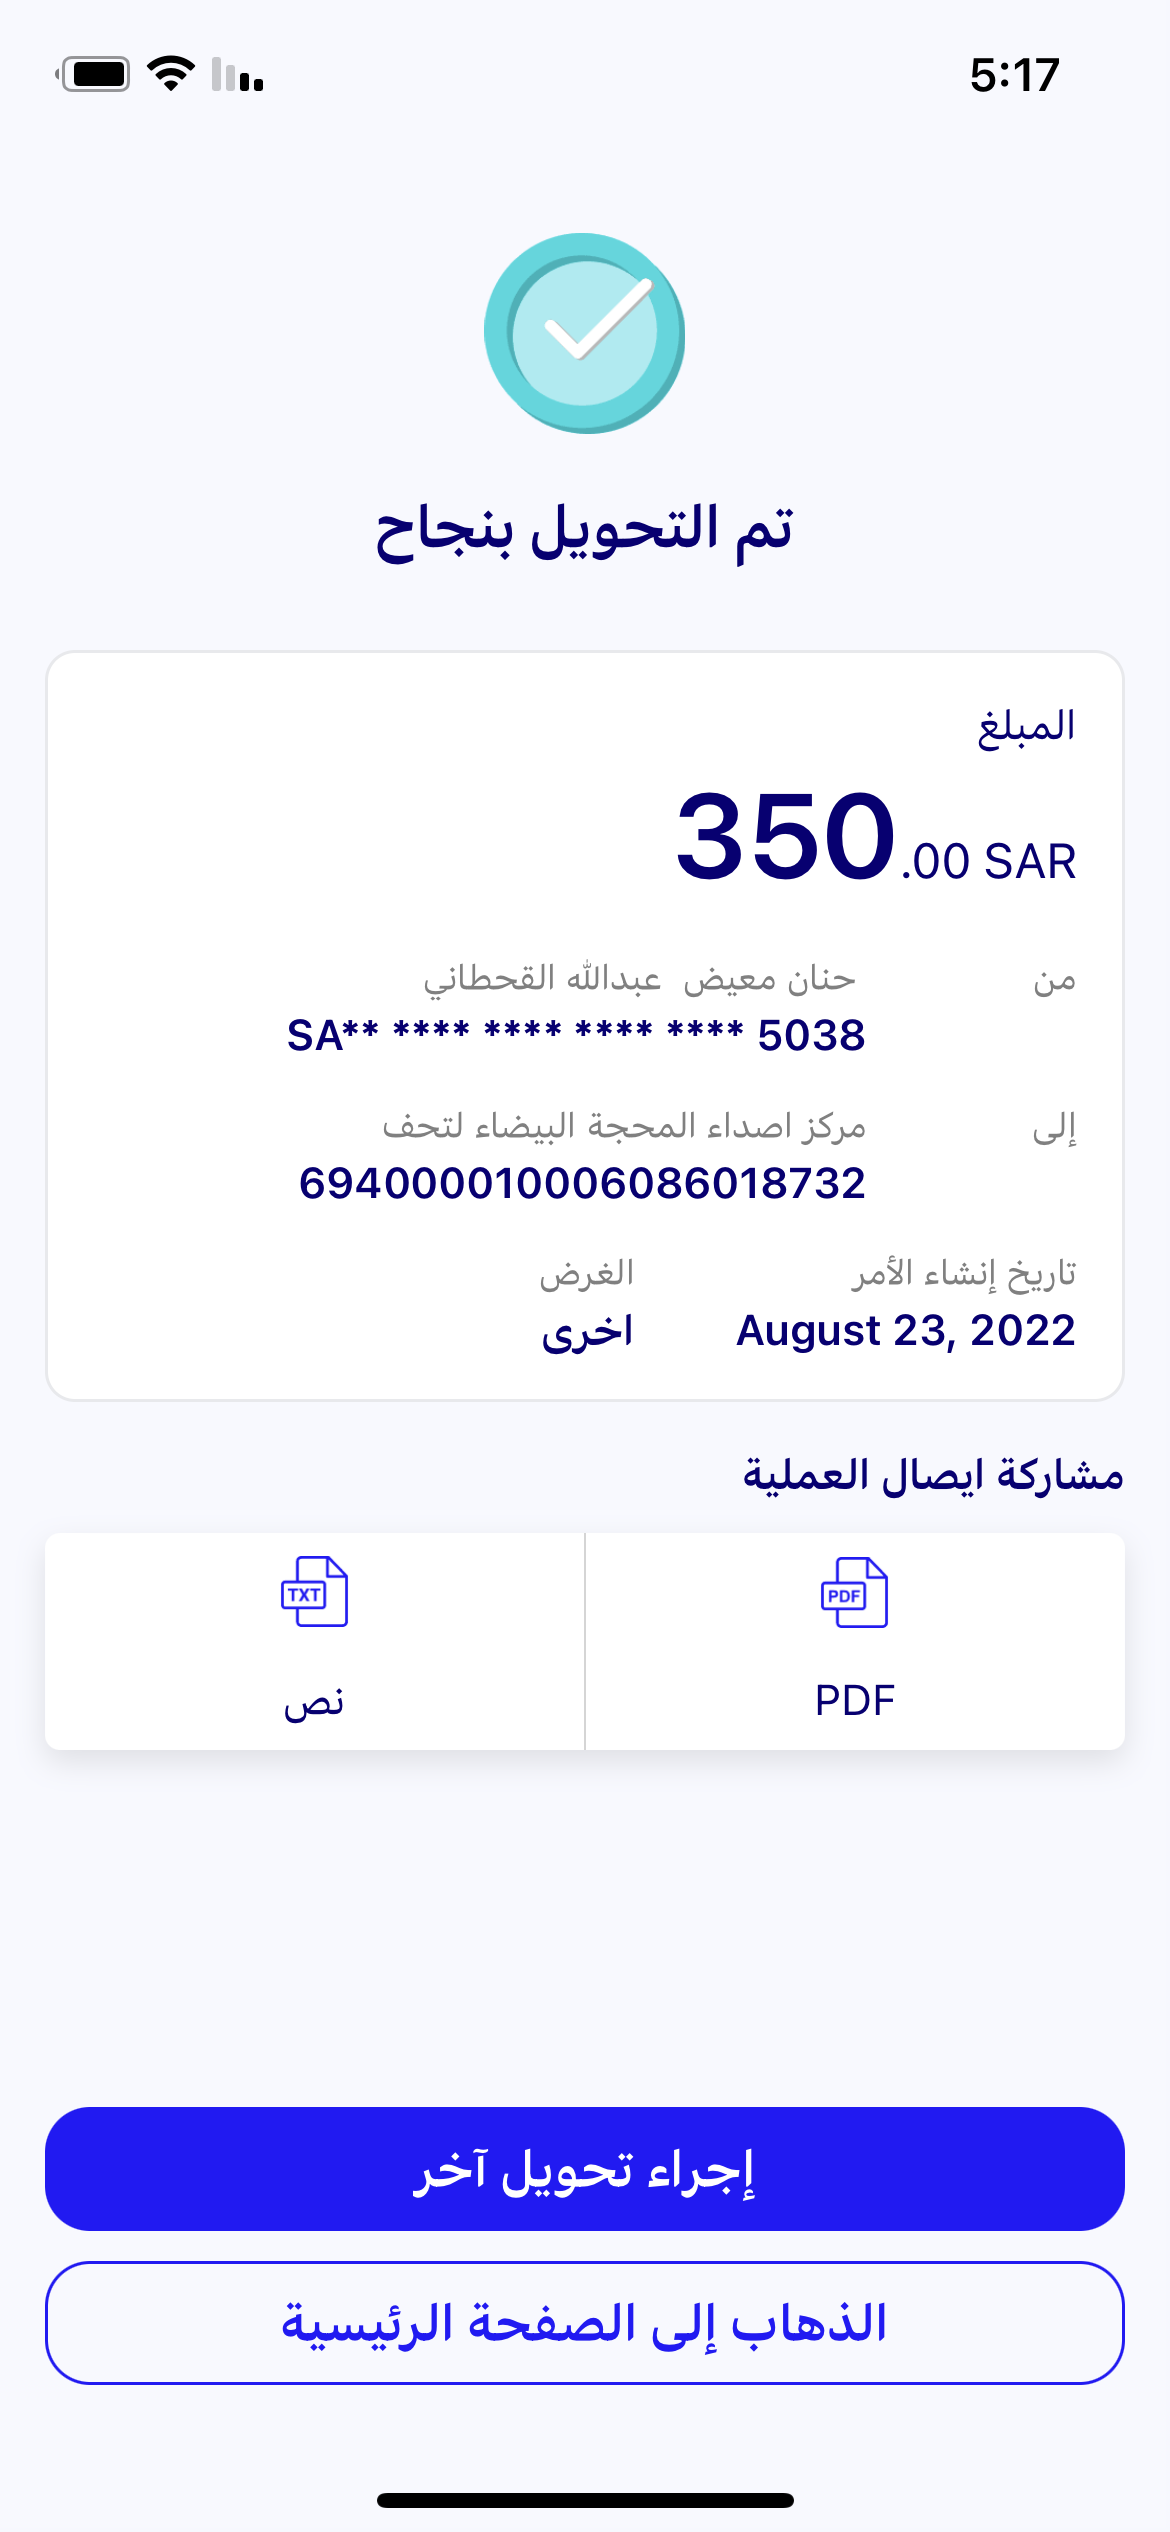 5:17
تم التحويل بنجاح
المبلغ
350.00 SAR
من
حنان معيض عبدالله القحطاني
SA** **** **** **** **** 5038
إلى
مركز اصداء المحجة البيضاء لتحف
69400001000608601​8732
تاريخ إنشاء الأمر
August 23, 2022
الغرض
اخرى
مشاركة ايصال العملية
PDF
PDF
TXT
نص
إجراء تحويل آخر
الذهاب إلى الصفحة الرئيسية